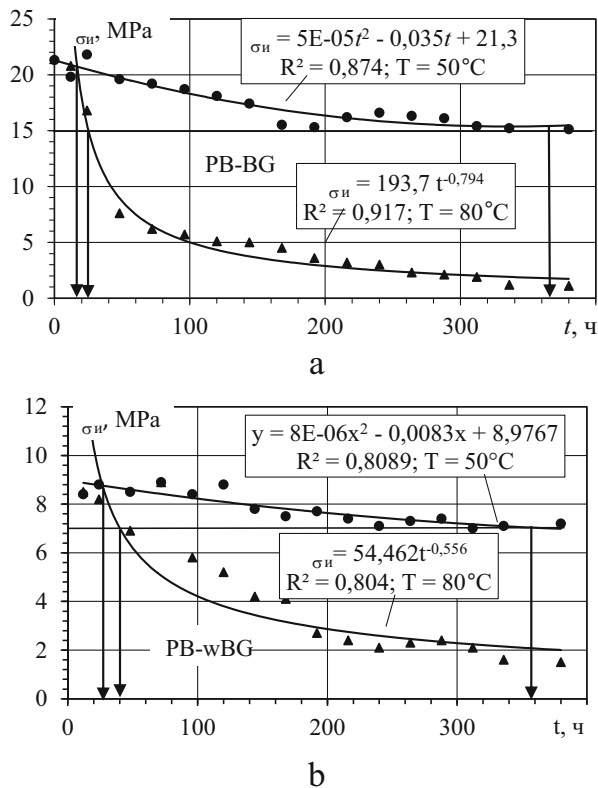 σи, MPa
25
20
15
10
5
0
σи = 5E-05t² - 0,035t + 21,3
R² = 0,874; T = 50°C
PB-BG
σи = 193,7 t^-0,794
R² = 0,917; T = 80°C
0 100 200 300 t, ч
а
σи, MPa
12
10
8
6
4
2
0
y = 8E-06x² - 0,0083x + 8,9767
R² = 0,8089; T = 50°C
σи = 54,462t^-0,556
R² = 0,804; T = 80°C
PB-wBG
0 100 200 300 t, ч
b